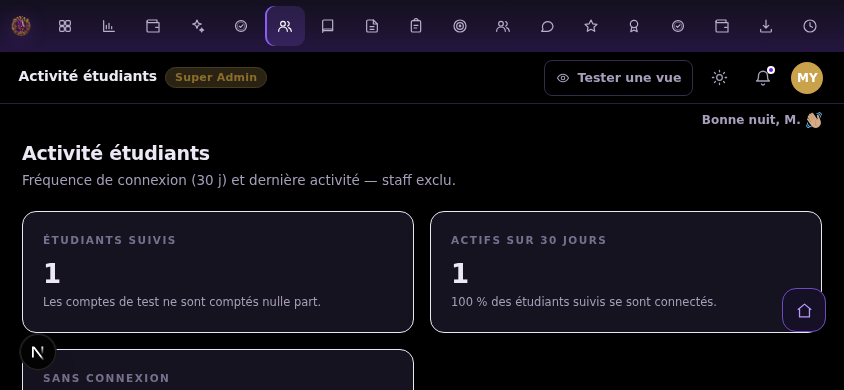 Activité étudiants
Super Admin
Tester une vue
MY
Bonne nuit, M. 👋🏼
Activité étudiants
Fréquence de connexion (30 j) et dernière activité — staff exclu.
ÉTUDIANTS SUIVIS
1
Les comptes de test ne sont comptés nulle part.
ACTIFS SUR 30 JOURS
1
100 % des étudiants suivis se sont connectés.
N
SANS CONNEXION